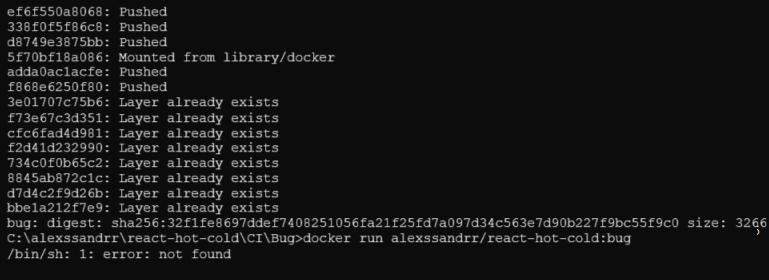 ef6f550a8068: Pushed
338f0f5f86c8: Pushed
d8749e3875bb: Pushed
5f70bf18a086: Mounted from library/docker
adda0ac1acfe: Pushed
f868e6250f80: Pushed
3e01707c75b6: Layer already exists
f73e67c3d351: Layer already exists
cfc6fad4d981: Layer already exists
f2d41d232990: Layer already exists
734c0f0b65c2: Layer already exists
8845ab872c1c: Layer already exists
d7d4c2f9d26b: Layer already exists
bbe1a212f7e9: Layer already exists
bug: digest: sha256:32f1fe8697ddef7408251056fa21f25fd7a097d34c563e7d90b227f9bc55f9c0 size: 3266
C:\alexssandrr\react-hot-cold\CI\Bug>docker run alexssandrr/react-hot-cold:bug
/bin/sh: 1: error: not found